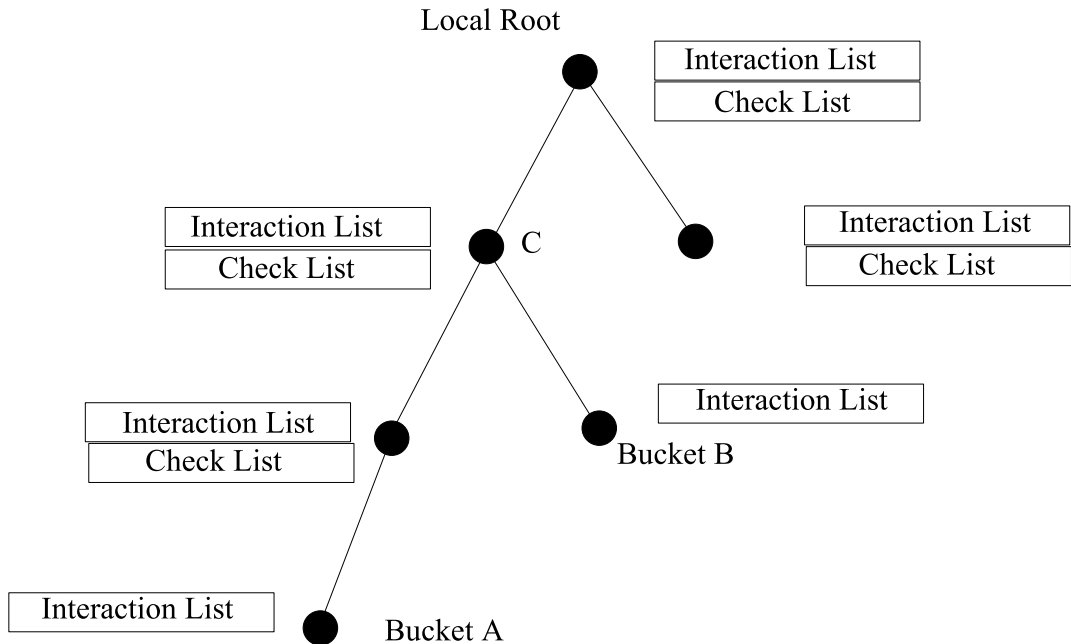 Local Root
Interaction List
Check List
Interaction List
Check List
C
Interaction List
Check List
Interaction List
Check List
Interaction List
Bucket B
Interaction List
Bucket A